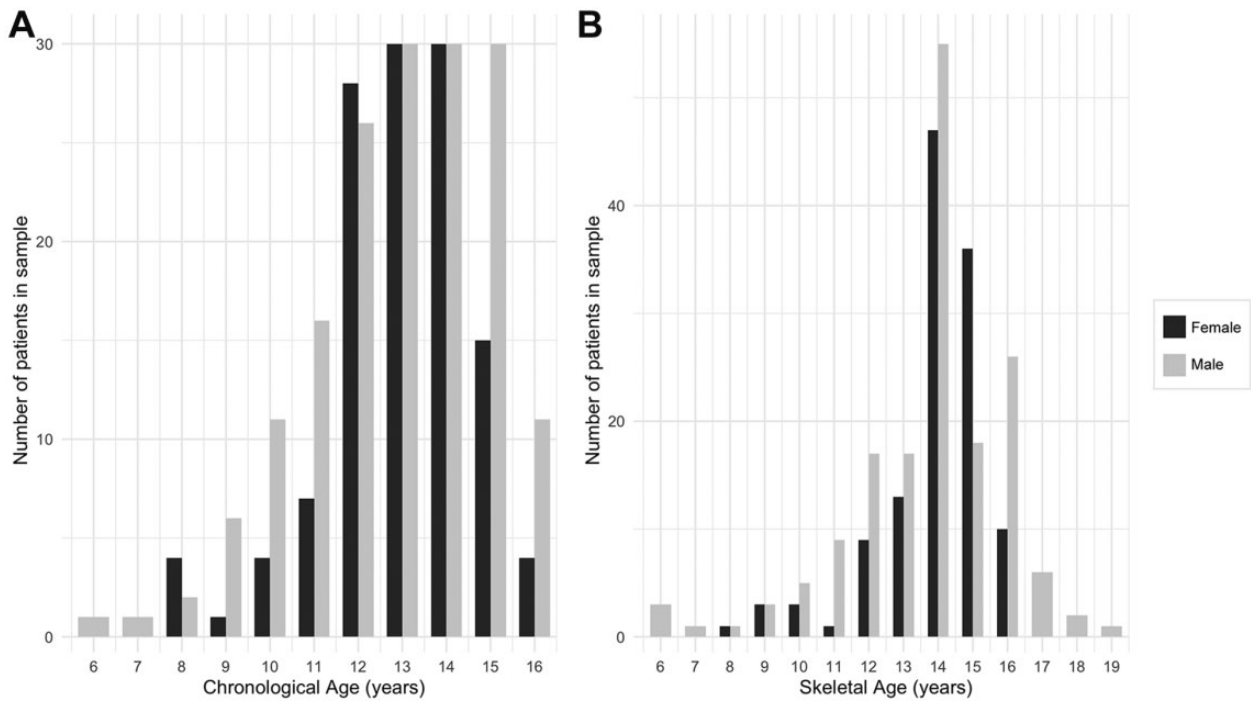 A
Number of patients in sample
30
20
10
0
6 7 8 9 10 11 12 13 14 15 16
Chronological Age (years)
B
Number of patients in sample
40
20
0
6 7 8 9 10 11 12 13 14 15 16 17 18 19
Skeletal Age (years)
Female
Male